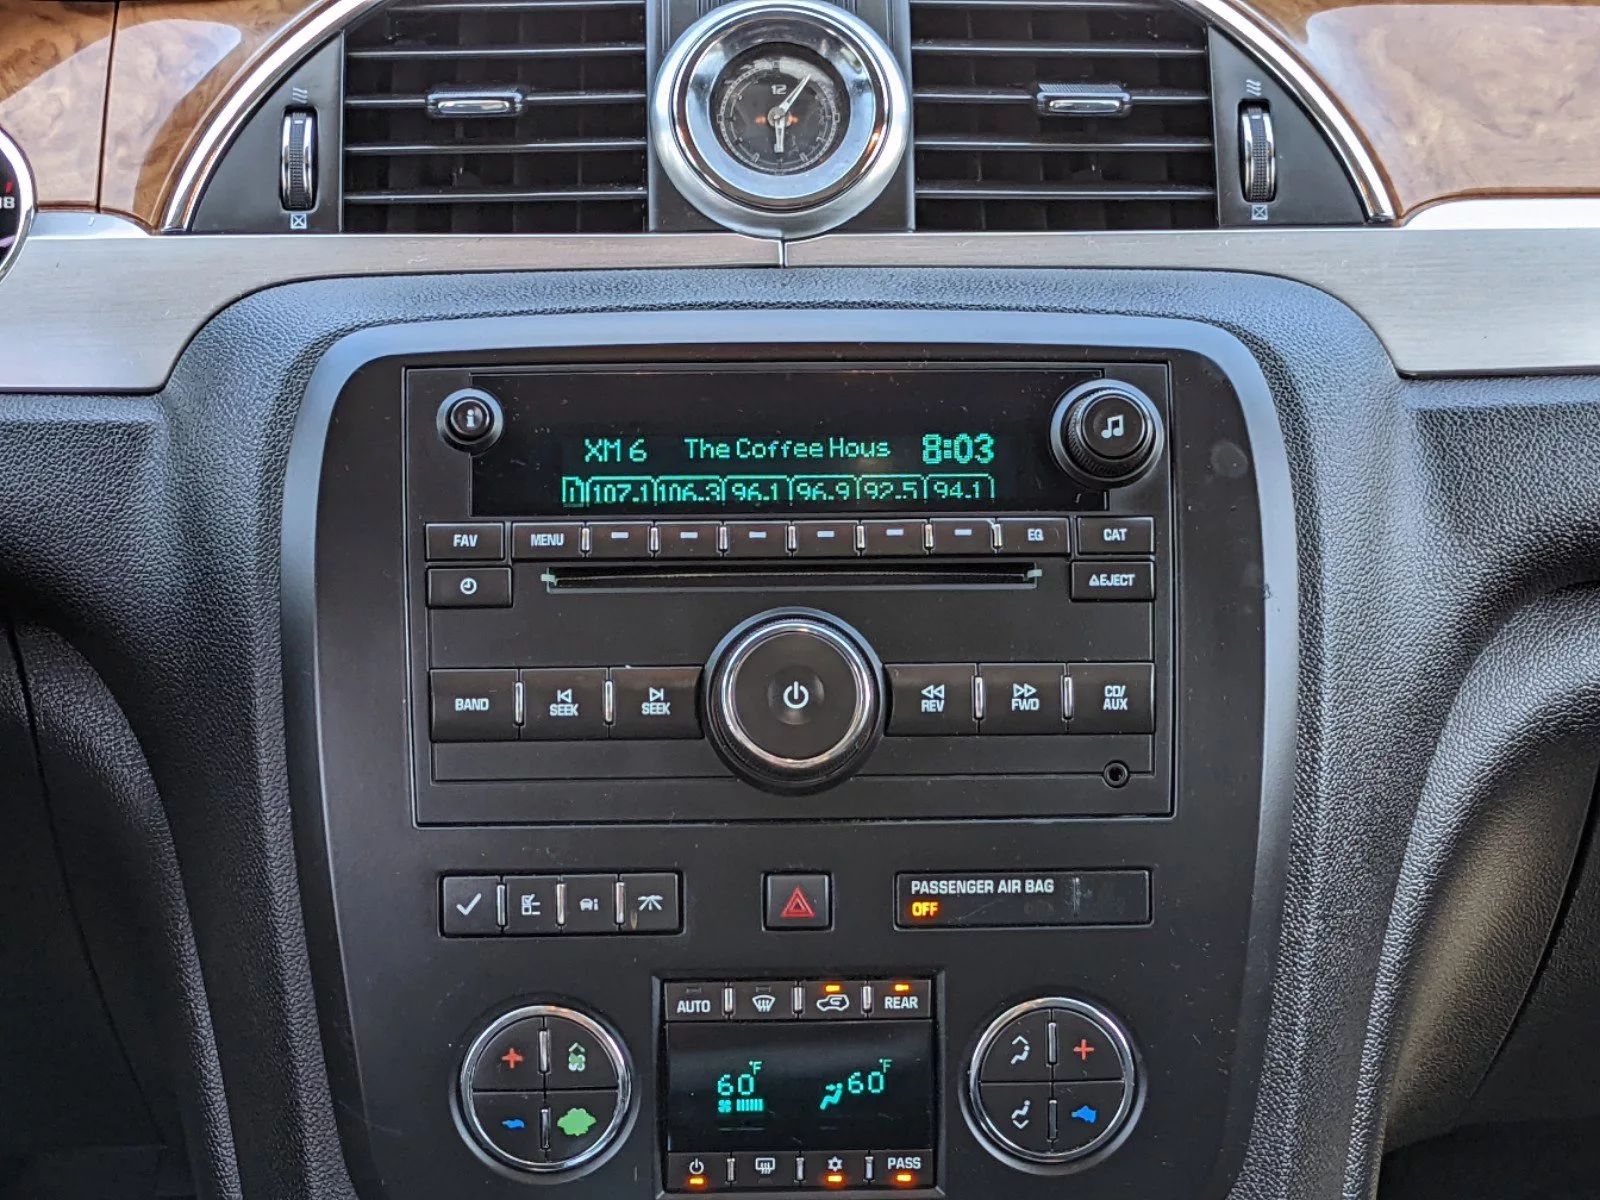 12
18
i
XM 6 The Coffee Hous 8:03
107.1 106.3 96.1 96.9 92.5 94.1
FAV MENU EQ CAT
EJECT
BAND SEEK SEEK REV FWD CD/
AUX
PASSENGER AIR BAG
OFF
AUTO REAR
60°F 60°F
PASS